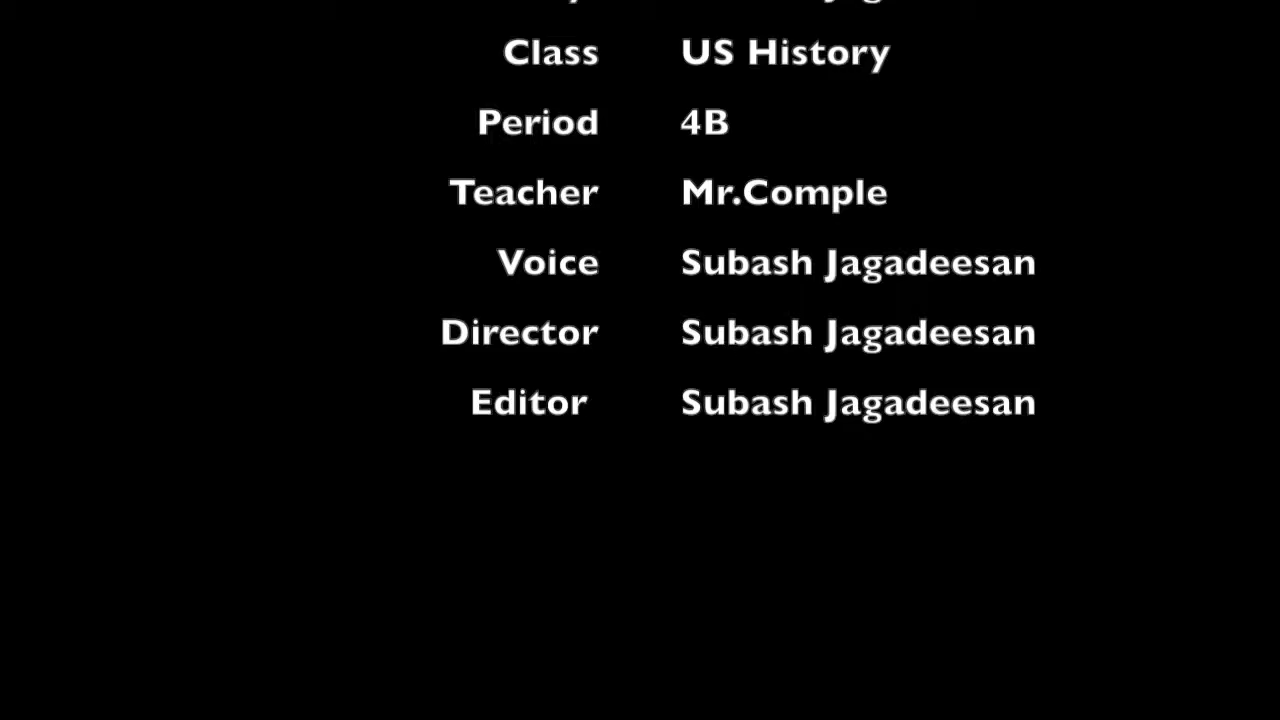 Class US History
Period 4B
Teacher Mr.Comple
Voice Subash Jagadeesan
Director Subash Jagadeesan
Editor Subash Jagadeesan